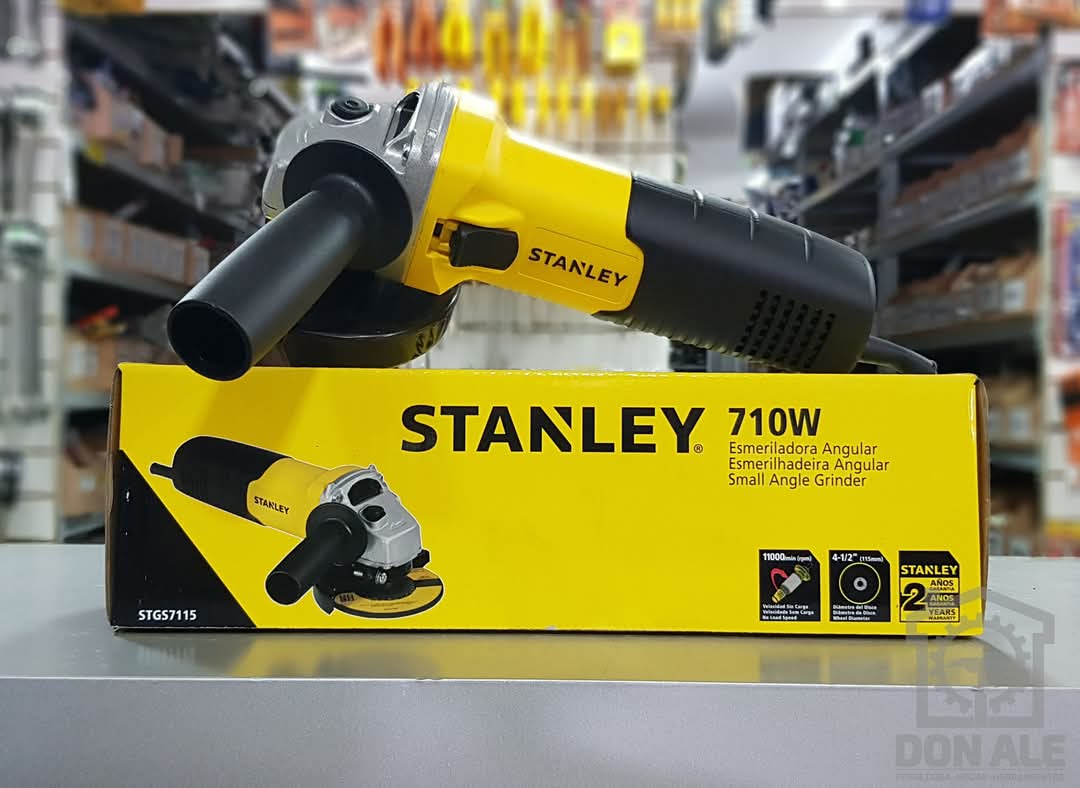 STANLEY
STANLEY® 710W
Esmeriladora Angular
Esmerilhadeira Angular
Small Angle Grinder
STANLEY
STGS7115
11000/min (rpm)
Velocidad Sin Carga
Velocidade Sem Carga
No Load Speed
4-1/2" (115mm)
Diámetro del Disco
Diâmetro do Disco
Wheel Diameter
STANLEY
2
AÑOS
GARANTIA
ANOS
GARANTIA
YEARS
WARRANTY
DON ALE